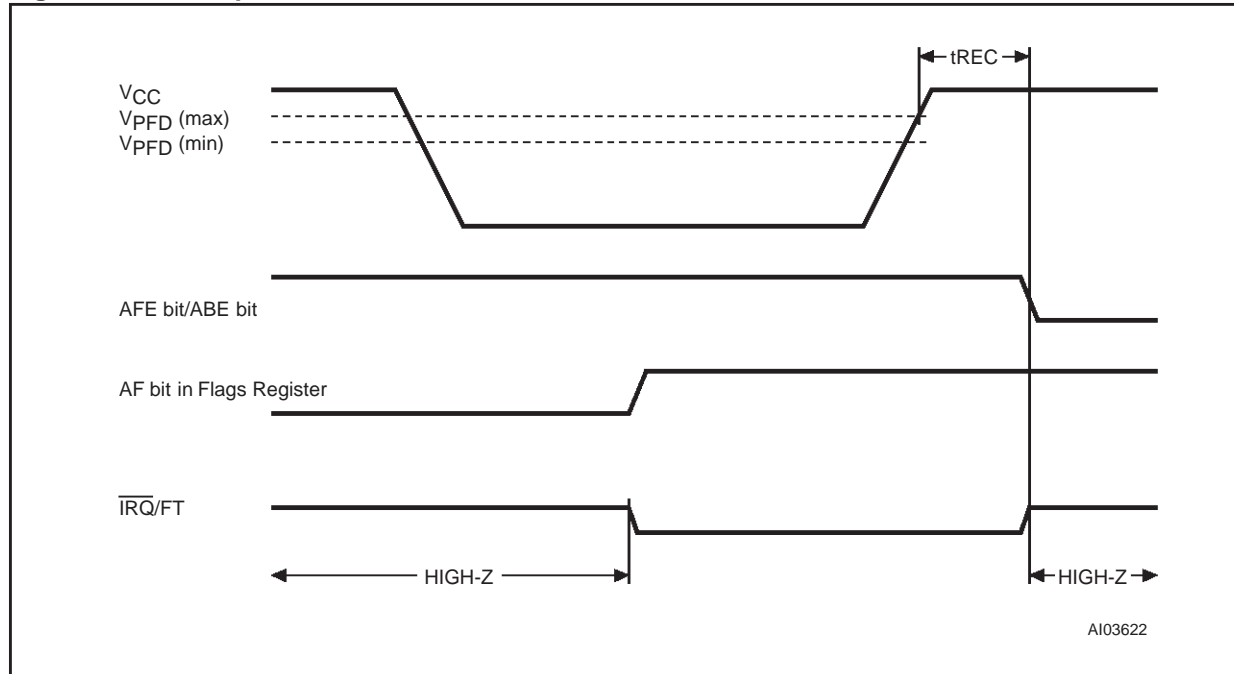 tREC
VCC
VPFD (max)
VPFD (min)
AFE bit/ABE bit
AF bit in Flags Register
IRQ/FT
HIGH-Z
HIGH-Z
AI03622